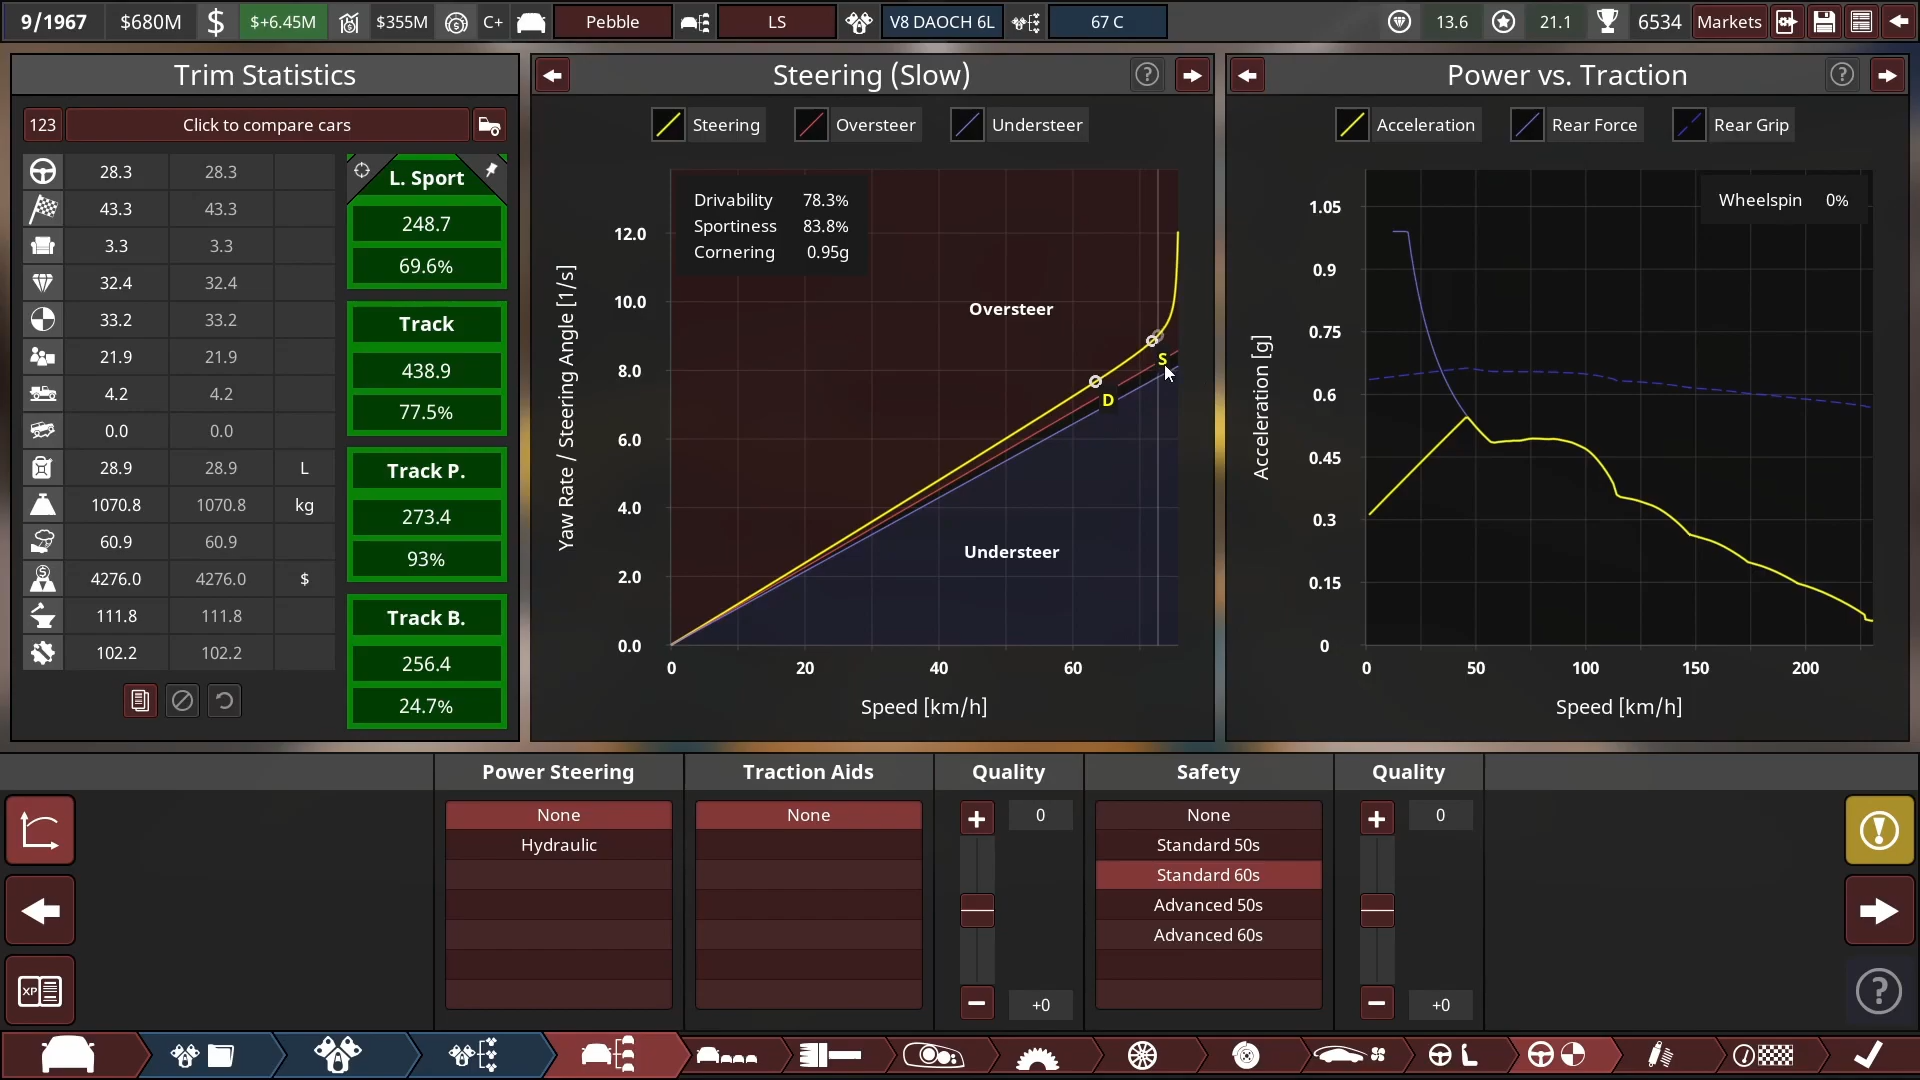 9/1967 $680M $+6.45M $355M C+ Pebble LS V8 DAOCH 6L 67 C 13.6 21.1 6534 Markets
Trim Statistics
123 Click to compare cars
28.3 28.3
43.3 43.3
3.3 3.3
32.4 32.4
33.2 33.2
21.9 21.9
4.2 4.2
0.0 0.0
28.9 28.9 L
1070.8 1070.8 kg
60.9 60.9
4276.0 4276.0 $
111.8 111.8
102.2 102.2
L. Sport
248.7
69.6%
Track
438.9
77.5%
Track P.
273.4
93%
Track B.
256.4
24.7%
Steering (Slow) ?
Steering Oversteer Understeer
Drivability 78.3%
Sportiness 83.8%
Cornering 0.95g
Yaw Rate / Steering Angle [1/s]
12.0
10.0
8.0
6.0
4.0
2.0
0.0
Oversteer
S
D
Understeer
0 20 40 60
Speed [km/h]
Power vs. Traction ?
Acceleration Rear Force Rear Grip
Wheelspin 0%
Acceleration [g]
1.05
0.9
0.75
0.6
0.45
0.3
0.15
0
0 50 100 150 200
Speed [km/h]
Power Steering
None
Hydraulic
Traction Aids
None
Quality
+ 0
− +0
Safety
None
Standard 50s
Standard 60s
Advanced 50s
Advanced 60s
Quality
+ 0
− +0
XP
!
?